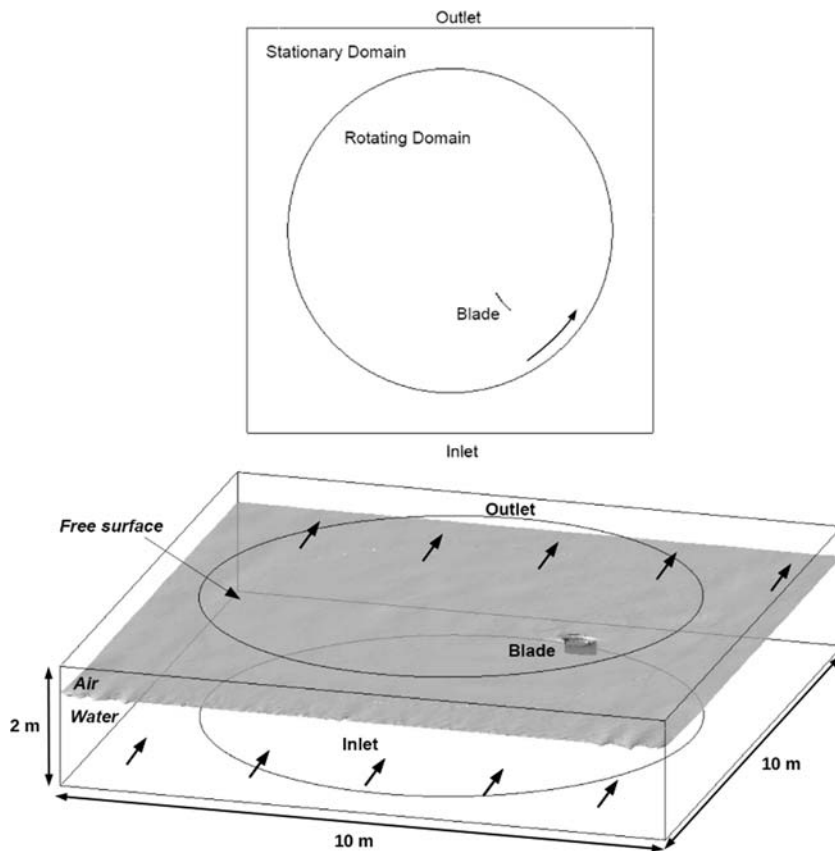 Outlet
Stationary Domain
Rotating Domain
Blade
Inlet
Outlet
Free surface
Blade
Air
Water
2 m
Inlet
10 m
10 m